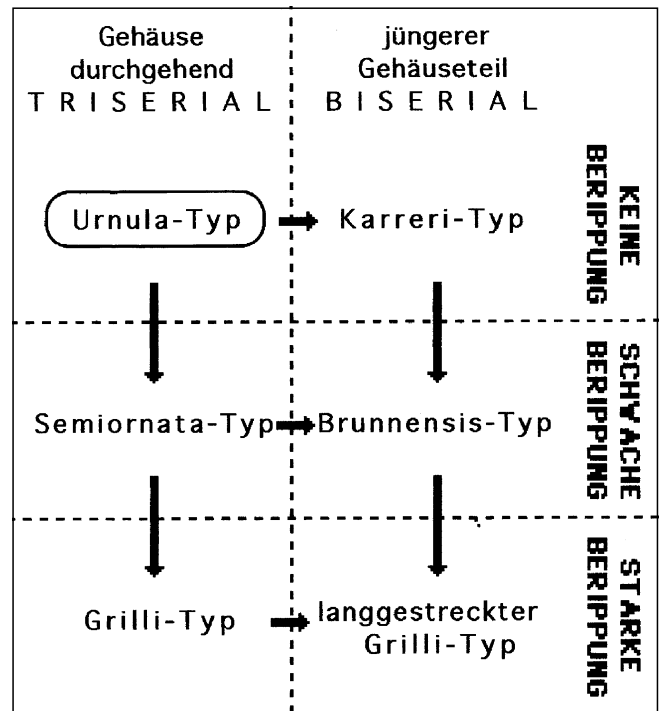 Gehäuse
durchgehend
TRISERIAL
jüngerer
Gehäuseteil
BISERIAL
Urnula-Typ
Karreri-Typ
KEINE
BERIPPUNG
Semiornata-Typ
Brunnensis-Typ
SCHWACHE
BERIPPUNG
Grilli-Typ
langgestreckter
Grilli-Typ
STARKE
BERIPPUNG